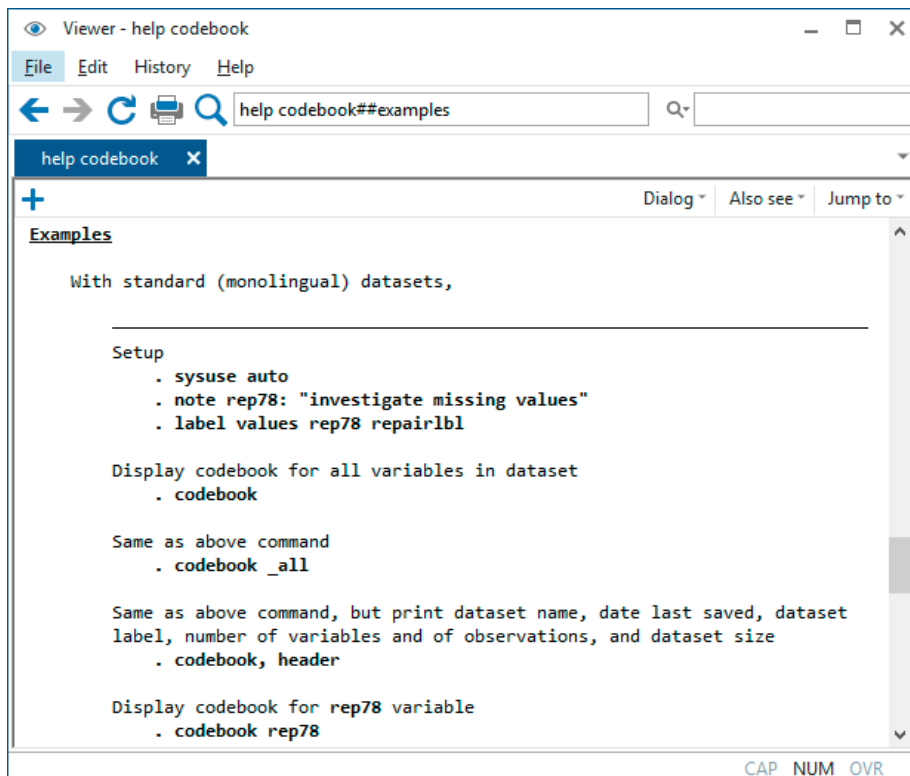 Viewer - help codebook
File Edit History Help
help codebook##examples
help codebook
Dialog Also see Jump to
Examples
With standard (monolingual) datasets,
Setup
. sysuse auto
. note rep78: "investigate missing values"
. label values rep78 repairlbl
Display codebook for all variables in dataset
. codebook
Same as above command
. codebook _all
Same as above command, but print dataset name, date last saved, dataset
label, number of variables and of observations, and dataset size
. codebook, header
Display codebook for rep78 variable
. codebook rep78
CAP NUM OVR